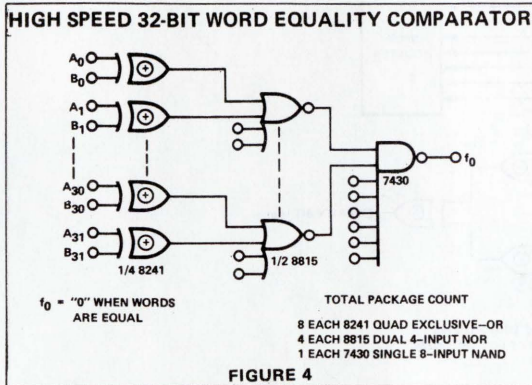 HIGH SPEED 32-BIT WORD EQUALITY COMPARATOR
A0
B0
A1
B1
A30
B30
A31
B31
1/4 8241
1/2 8815
7430
f0
f0 = "0" WHEN WORDS
ARE EQUAL
TOTAL PACKAGE COUNT
8 EACH 8241 QUAD EXCLUSIVE–OR
4 EACH 8815 DUAL 4–INPUT NOR
1 EACH 7430 SINGLE 8–INPUT NAND
FIGURE 4